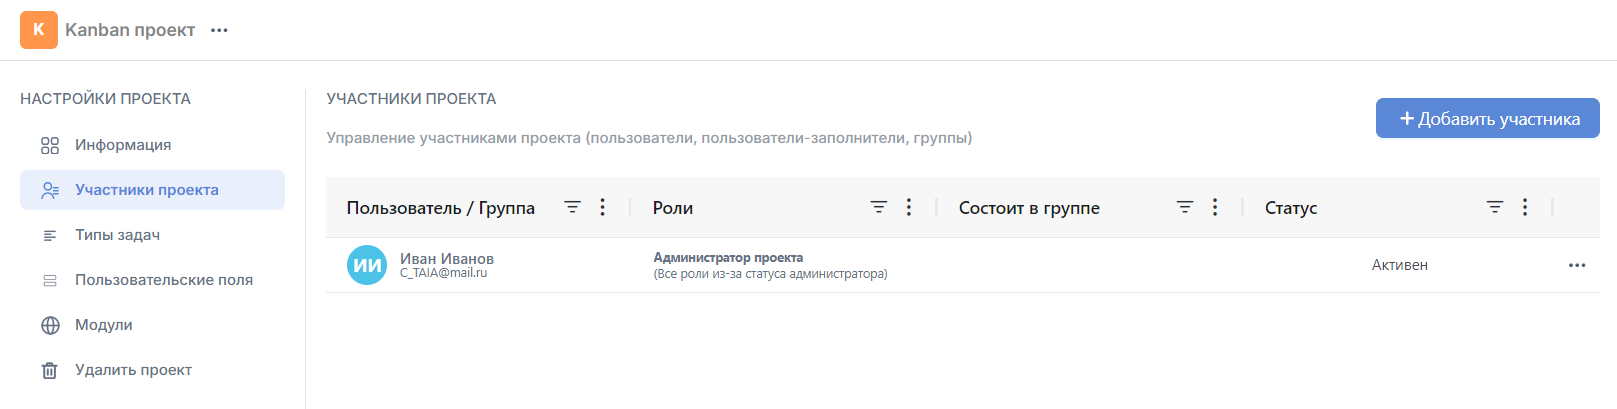 K Kanban проект
НАСТРОЙКИ ПРОЕКТА
Информация
Участники проекта
Типы задач
Пользовательские поля
Модули
Удалить проект
УЧАСТНИКИ ПРОЕКТА
Управление участниками проекта (пользователи, пользователи-заполнители, группы)
+ Добавить участника
Пользователь / Группа Роли Состоит в группе Статус
ИИ
Иван Иванов
C_TAIA@mail.ru
Администратор проекта
(Все роли из-за статуса администратора)
Активен